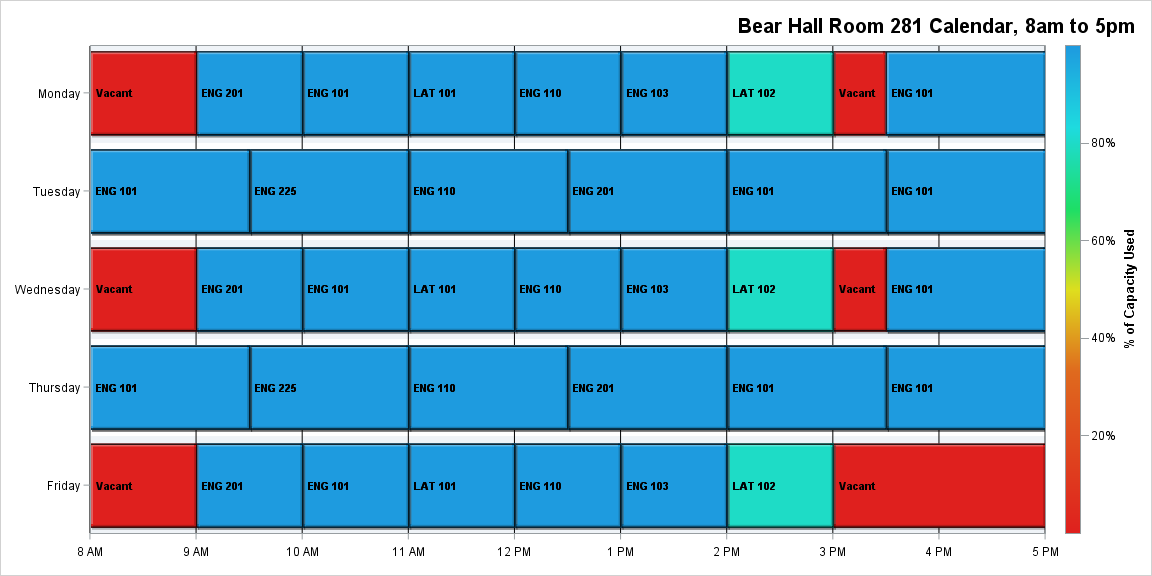 Bear Hall Room 281 Calendar, 8am to 5pm
Monday
Vacant
ENG 201
ENG 101
LAT 101
ENG 110
ENG 103
LAT 102
Vacant
ENG 101
Tuesday
ENG 101
ENG 225
ENG 110
ENG 201
ENG 101
ENG 101
Wednesday
Vacant
ENG 201
ENG 101
LAT 101
ENG 110
ENG 103
LAT 102
Vacant
ENG 101
Thursday
ENG 101
ENG 225
ENG 110
ENG 201
ENG 101
ENG 101
Friday
Vacant
ENG 201
ENG 101
LAT 101
ENG 110
ENG 103
LAT 102
Vacant
8 AM
9 AM
10 AM
11 AM
12 PM
1 PM
2 PM
3 PM
4 PM
5 PM
80%
60%
40%
20%
% of Capacity Used